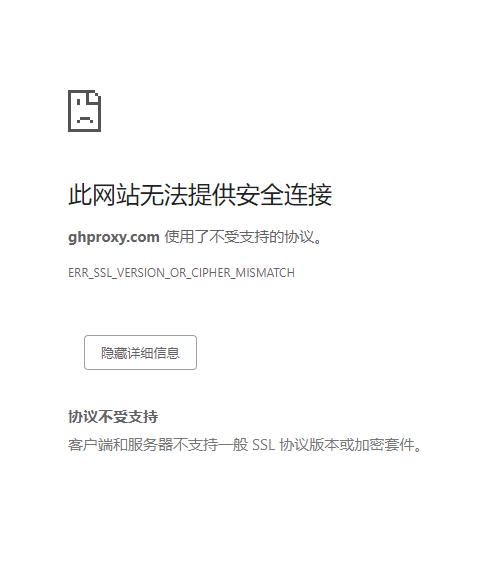 此网站无法提供安全连接
ghproxy.com 使用了不受支持的协议。
ERR_SSL_VERSION_OR_CIPHER_MISMATCH
隐藏详细信息
协议不受支持
客户端和服务器不支持一般 SSL 协议版本或加密套件。